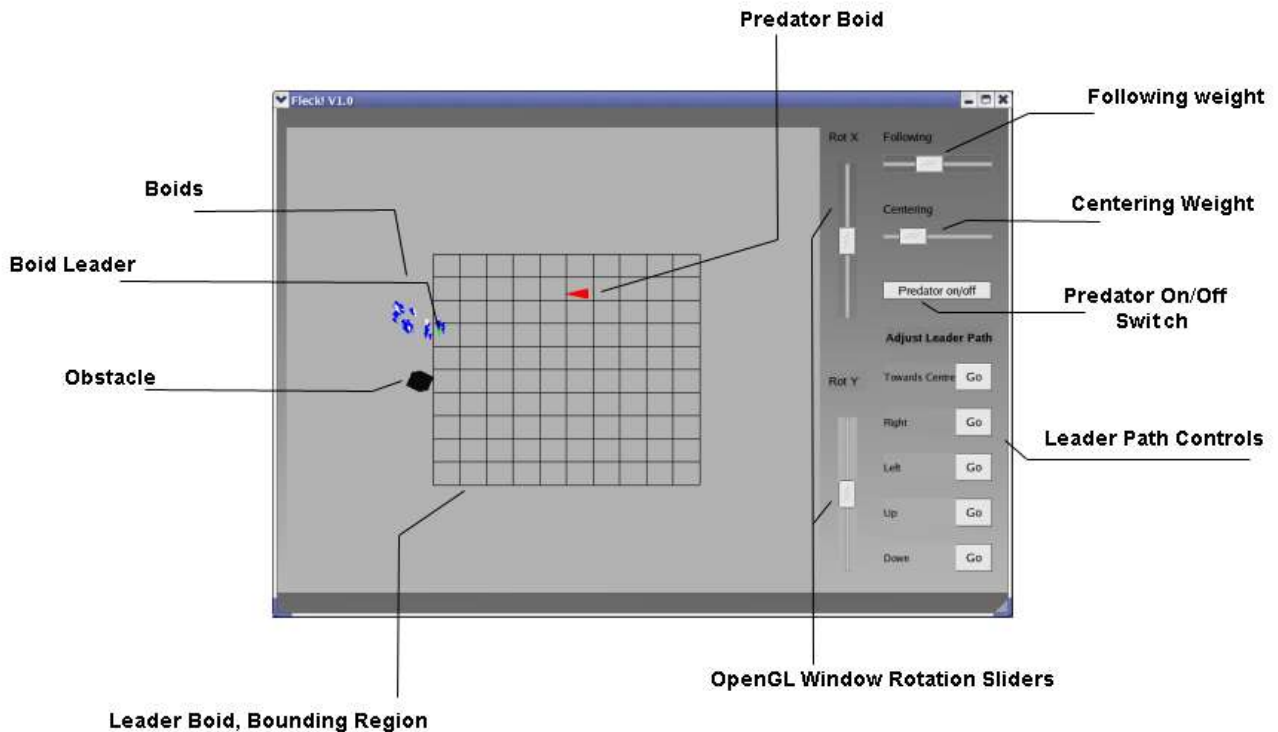 Predator Boid
Fleck! V1.0
Following weight
Rot X
Following
Boids
Centering Weight
Centering
Boid Leader
Predator on/off
Predator On/Off
Switch
Adjust Leader Path
Obstacle
Rot Y
Towards Centre Go
Right Go
Leader Path Controls
Left Go
Up Go
Down Go
OpenGL Window Rotation Sliders
Leader Boid, Bounding Region